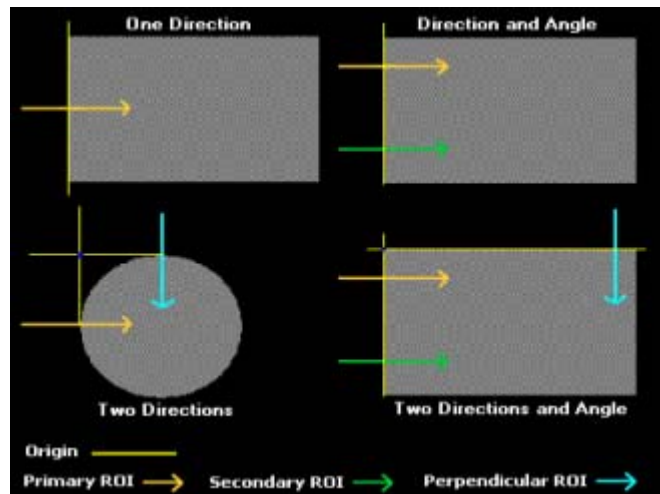 One Direction
Direction and Angle
Two Directions
Two Directions and Angle
Origin
Primary ROI
Secondary ROI
Perpendicular ROI